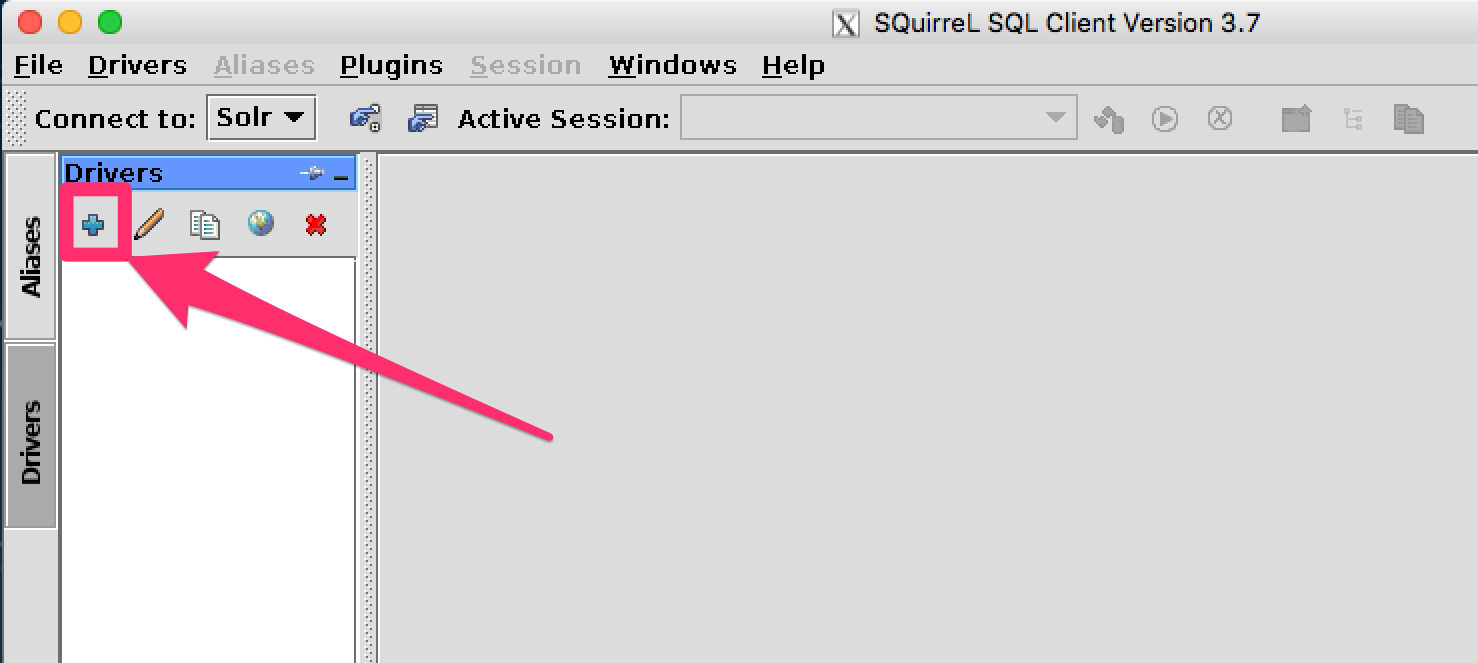 SQuirreL SQL Client Version 3.7
File Drivers Aliases Plugins Session Windows Help
Connect to: Solr Active Session:
Drivers
Aliases
Drivers